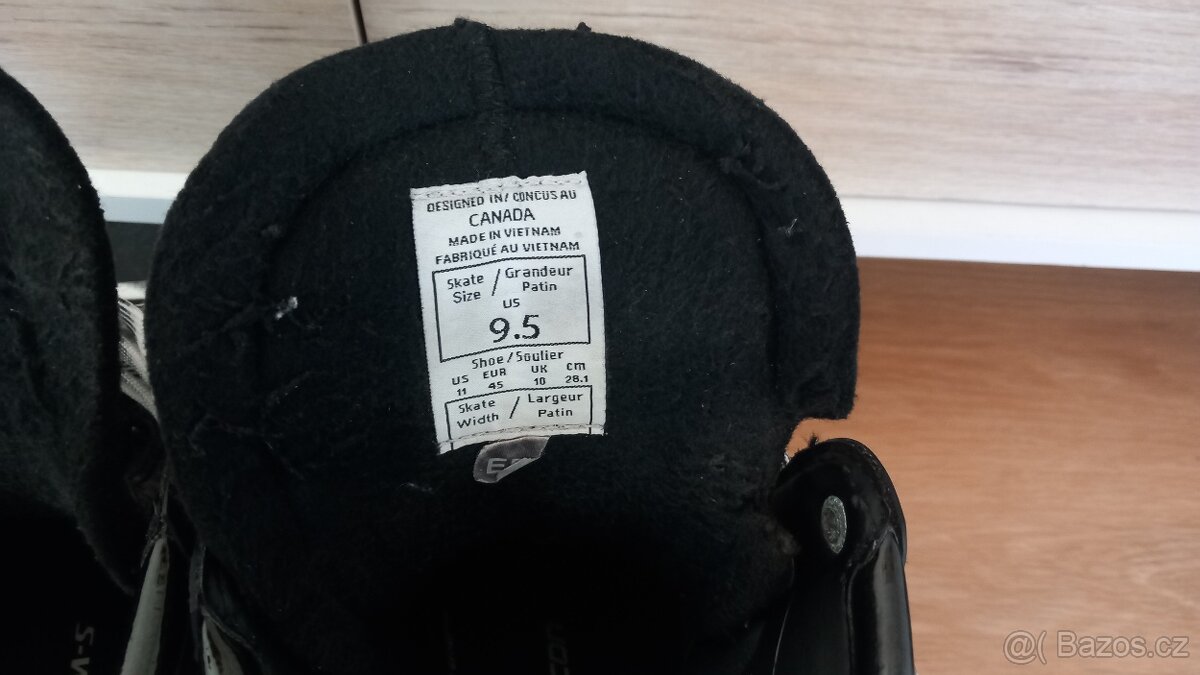 DESIGNED IN/ CONCUS AU
CANADA
MADE IN VIETNAM
FABRIQUÉ AU VIETNAM
Skate / Grandeur
Size Patin
US
9.5
Shoe/Soulier
US EUR UK cm
11 45 10 28.1
Skate / Largeur
Width Patin
S-V
@( Bazos.cz